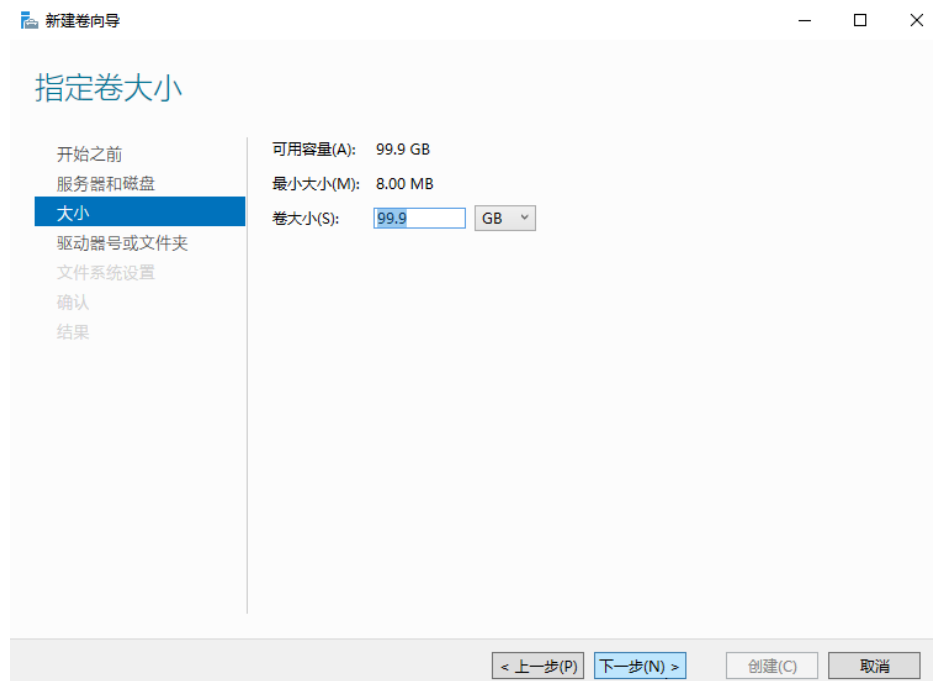 新建卷向导
指定卷大小
开始之前
服务器和磁盘
大小
驱动器号或文件夹
文件系统设置
确认
结果
可用容量(A): 99.9 GB
最小大小(M): 8.00 MB
卷大小(S): 99.9 GB
< 上一步(P) 下一步(N) > 创建(C) 取消